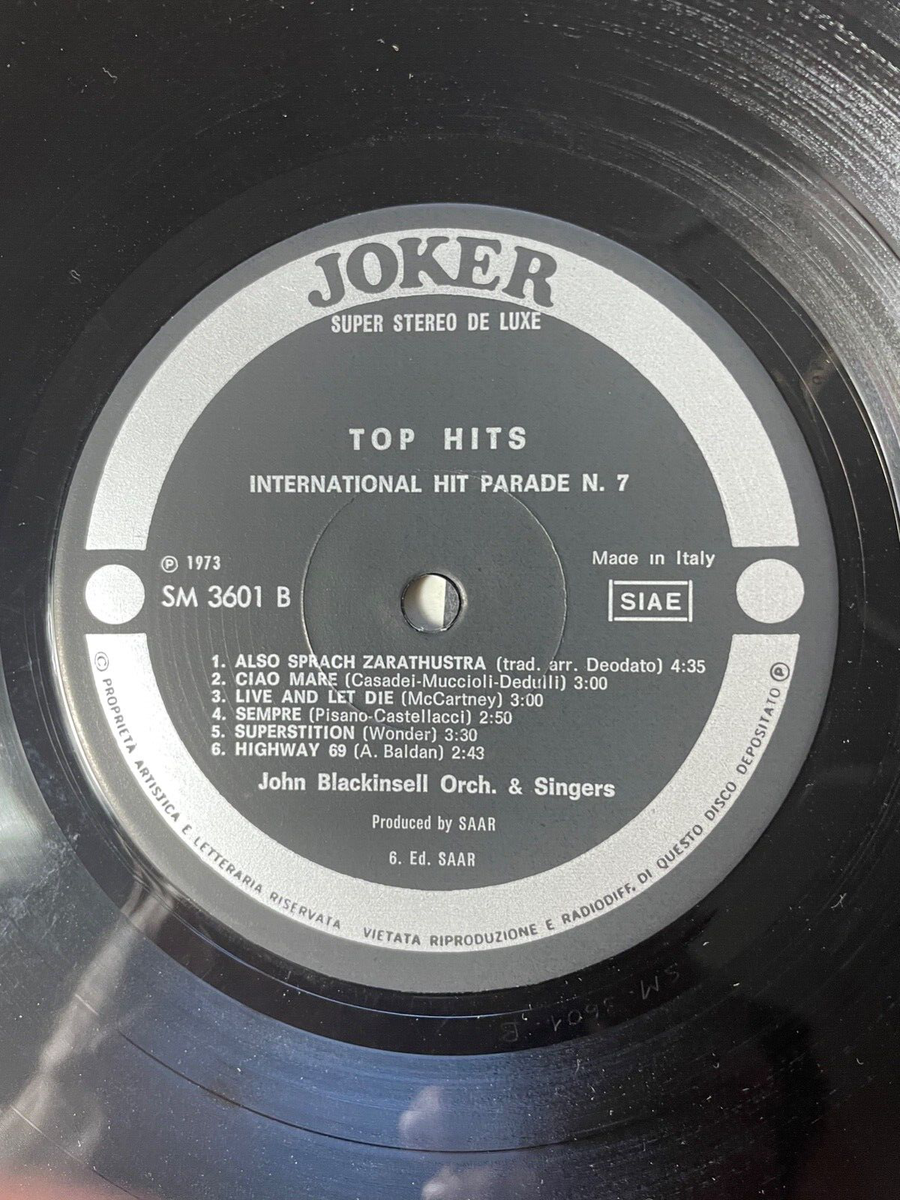 JOKER
SUPER STEREO DE LUXE
TOP HITS
INTERNATIONAL HIT PARADE N. 7
℗ 1973
SM 3601 B
Made in Italy
SIAE
1. ALSO SPRACH ZARATHUSTRA (trad. arr. Deodato) 4:35
2. CIAO MARE (Casadei-Muccioli-Dedulli) 3:00
3. LIVE AND LET DIE (McCartney) 3:00
4. SEMPRE (Pisano-Castellacci) 2:50
5. SUPERSTITION (Wonder) 3:30
6. HIGHWAY 69 (A. Baldan) 2:43
John Blackinsell Orch. & Singers
Produced by SAAR
6. Ed. SAAR
© PROPRIETÀ ARTISTICA E LETTERARIA RISERVATA VIETATA RIPRODUZIONE E RADIODIFF. DI QUESTO DISCO DEPOSITATO ℗
SM. 3601 B